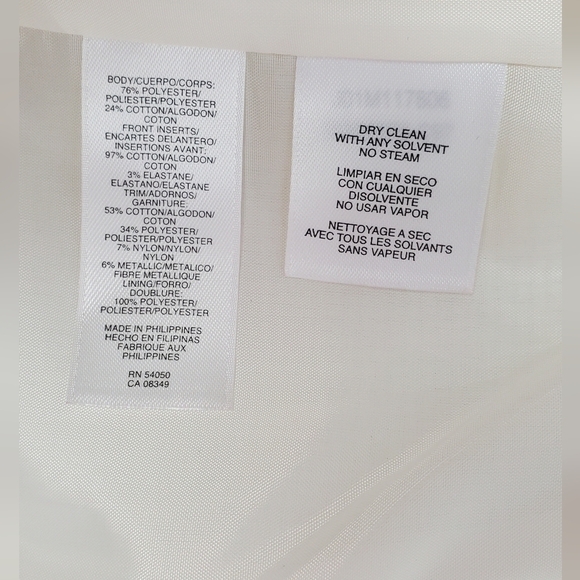 BODY/CUERPO/CORPS:
76% POLYESTER/
POLIESTER/POLYESTER
24% COTTON/ALGODON/
COTON
FRONT INSERTS/
ENCARTES DELANTERO/
INSERTIONS AVANT:
97% COTTON/ALGODON/
COTON
3% ELASTANE/
ELASTANO/ELASTANE
TRIM/ADORNOS/
GARNITURE:
53% COTTON/ALGODON/
COTON
34% POLYESTER/
POLIESTER/POLYESTER
7% NYLON/NYLON/
NYLON
6% METALLIC/METALICO/
FIBRE METALLIQUE
LINING/FORRO/
DOUBLURE:
100% POLYESTER/
POLIESTER/POLYESTER
MADE IN PHILIPPINES
HECHO EN FILIPINAS
FABRIQUE AUX
PHILIPPINES
RN 54050
CA 08349
DRY CLEAN
WITH ANY SOLVENT
NO STEAM
LIMPIAR EN SECO
CON CUALQUIER
DISOLVENTE
NO USAR VAPOR
NETTOYAGE A SEC
AVEC TOUS LES SOLVANTS
SANS VAPEUR